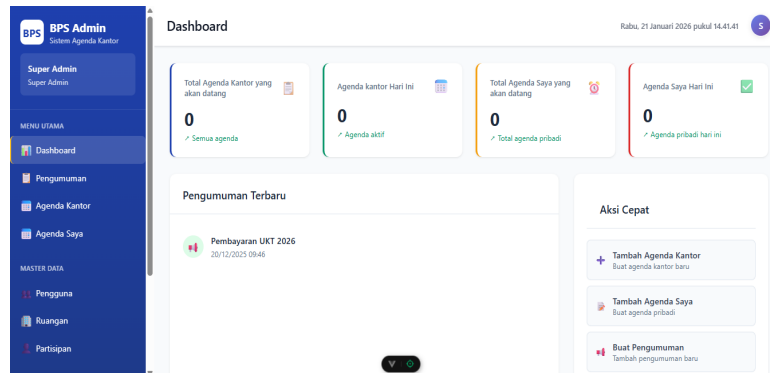 BPS
BPS Admin
Sistem Agenda Kantor
Super Admin
Super Admin
MENU UTAMA
Dashboard
Pengumuman
Agenda Kantor
Agenda Saya
MASTER DATA
Pengguna
Ruangan
Partisipan
Dashboard
Rabu, 21 Januari 2026 pukul 14.41.41
S
Total Agenda Kantor yang
akan datang
0
↗ Semua agenda
Agenda kantor Hari Ini
0
↗ Agenda aktif
Total Agenda Saya yang
akan datang
0
↗ Total agenda pribadi
Agenda Saya Hari Ini
0
↗ Agenda pribadi hari ini
Pengumuman Terbaru
Pembayaran UKT 2026
20/12/2025 09:46
Aksi Cepat
Tambah Agenda Kantor
Buat agenda kantor baru
Tambah Agenda Saya
Buat agenda pribadi
Buat Pengumuman
Tambah pengumuman baru